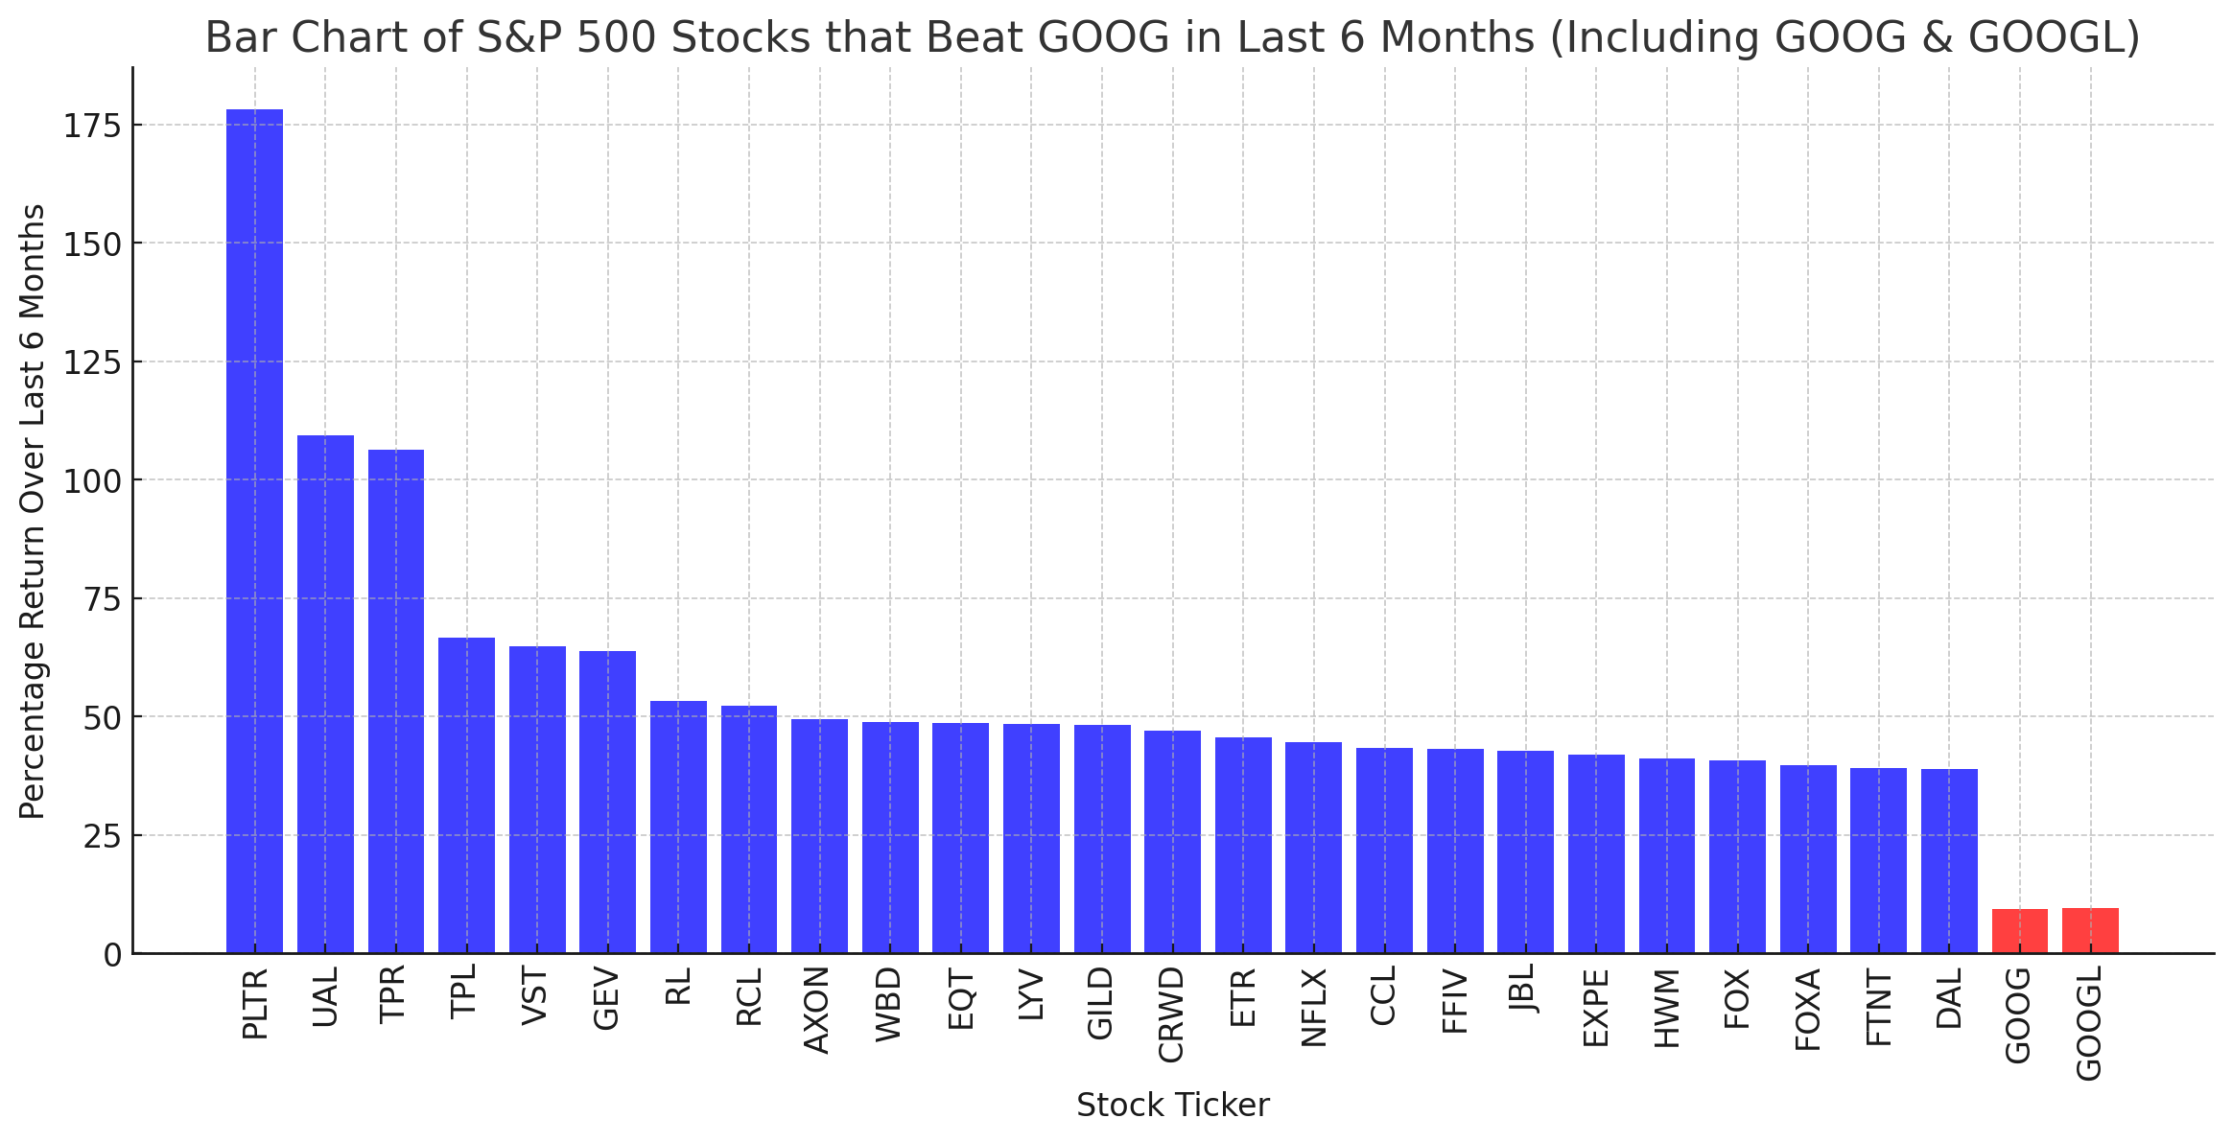 Bar Chart of S&P 500 Stocks that Beat GOOG in Last 6 Months (Including GOOG & GOOGL)
Percentage Return Over Last 6 Months
175
150
125
100
75
50
25
0
PLTR
UAL
TPR
TPL
VST
GEV
RL
RCL
AXON
WBD
EQT
LYV
GILD
CRWD
ETR
NFLX
CCL
FFIV
JBL
EXPE
HWM
FOX
FOXA
FTNT
DAL
GOOG
GOOGL
Stock Ticker